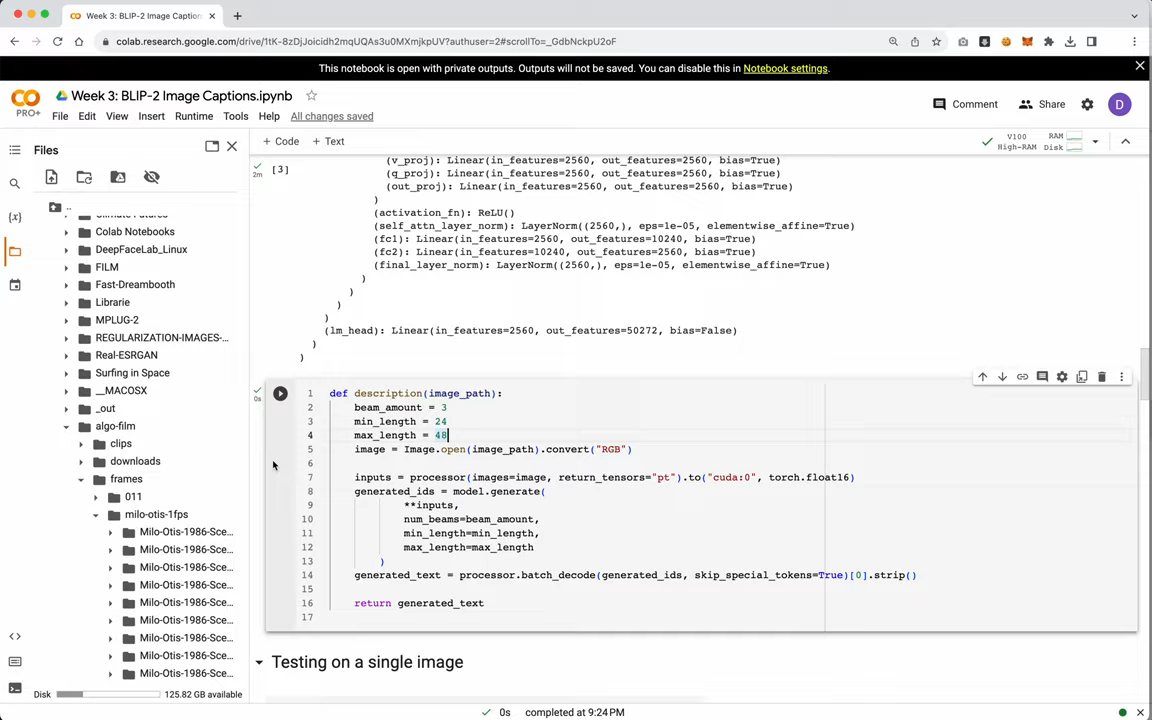 Week 3: BLIP-2 Image Caption
colab.research.google.com/drive/1tK-8zDjJoicidh2mqUQAs3u0MXmjkpUV?authuser=2#scrollTo=_GdbNckpU2oF
This notebook is open with private outputs. Outputs will not be saved. You can disable this in Notebook settings.
PRO+
Week 3: BLIP-2 Image Captions.ipynb
File Edit View Insert Runtime Tools Help All changes saved
Comment
Share
D
Files
+ Code + Text
V100
High-RAM
RAM
Disk
..
Colab Notebooks
DeepFaceLab_Linux
FILM
Fast-Dreambooth
Librarie
MPLUG-2
REGULARIZATION-IMAGES-...
Real-ESRGAN
Surfing in Space
__MACOSX
_out
algo-film
clips
downloads
frames
011
milo-otis-1fps
Milo-Otis-1986-Sce...
Milo-Otis-1986-Sce...
Milo-Otis-1986-Sce...
Milo-Otis-1986-Sce...
Milo-Otis-1986-Sce...
Milo-Otis-1986-Sce...
Milo-Otis-1986-Sce...
Milo-Otis-1986-Sce...
Milo-Otis-1986-Sce...
Disk
125.82 GB available
2m
[3]
(v_proj): Linear(in_features=2560, out_features=2560, bias=True)
(q_proj): Linear(in_features=2560, out_features=2560, bias=True)
(out_proj): Linear(in_features=2560, out_features=2560, bias=True)
)
(activation_fn): ReLU()
(self_attn_layer_norm): LayerNorm((2560,), eps=1e-05, elementwise_affine=True)
(fc1): Linear(in_features=2560, out_features=10240, bias=True)
(fc2): Linear(in_features=10240, out_features=2560, bias=True)
(final_layer_norm): LayerNorm((2560,), eps=1e-05, elementwise_affine=True)
)
)
)
)
(lm_head): Linear(in_features=2560, out_features=50272, bias=False)
)
)
0s
1 def description(image_path):
2 beam_amount = 3
3 min_length = 24
4 max_length = 48
5 image = Image.open(image_path).convert("RGB")
6
7 inputs = processor(images=image, return_tensors="pt").to("cuda:0", torch.float16)
8 generated_ids = model.generate(
9 **inputs,
10 num_beams=beam_amount,
11 min_length=min_length,
12 max_length=max_length
13 )
14 generated_text = processor.batch_decode(generated_ids, skip_special_tokens=True)[0].strip()
15
16 return generated_text
17
Testing on a single image
0s completed at 9:24PM